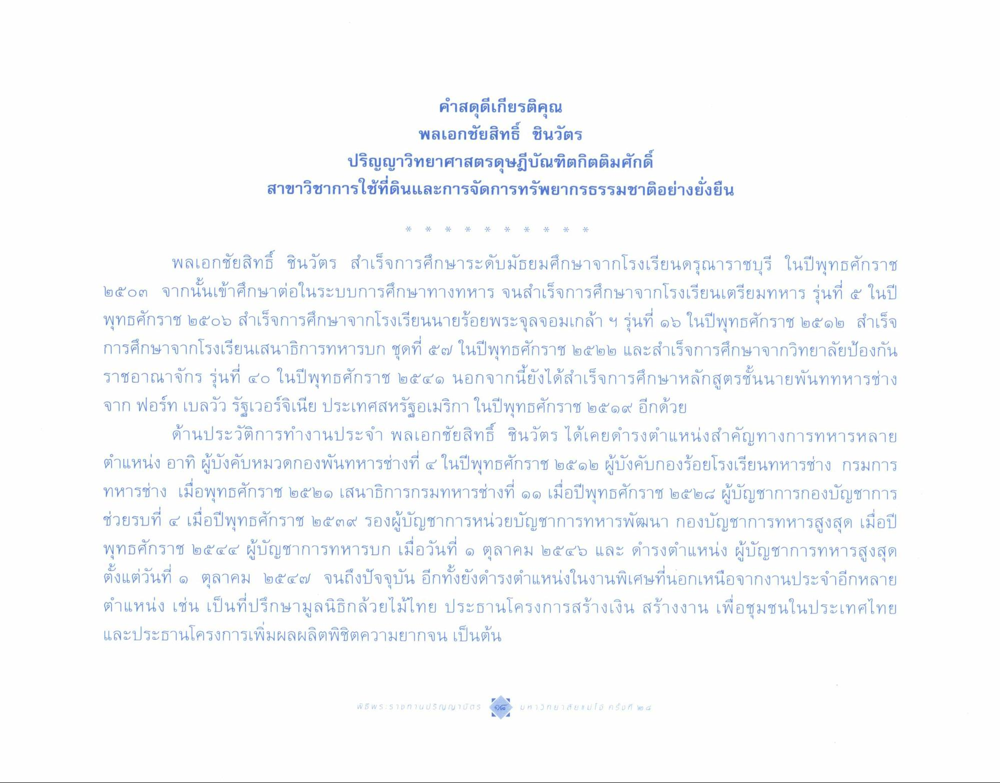 คำสดุดีเกียรติคุณ
พลเอกชัยสิทธิ์ ชินวัตร
ปริญญาวิทยาศาสตรดุษฎีบัณฑิตกิตติมศักดิ์
สาขาวิชาการใช้ที่ดินและการจัดการทรัพยากรธรรมชาติอย่างยั่งยืน
* * * * * * * * * *
พลเอกชัยสิทธิ์ ชินวัตร สำเร็จการศึกษาระดับมัธยมศึกษาจากโรงเรียนดรุณาราชบุรี ในปีพุทธศักราช
๒๕๐๓ จากนั้นเข้าศึกษาต่อในระบบการศึกษาทางทหาร จนสำเร็จการศึกษาจากโรงเรียนเตรียมทหาร รุ่นที่ ๕ ในปี
พุทธศักราช ๒๕๐๖ สำเร็จการศึกษาจากโรงเรียนนายร้อยพระจุลจอมเกล้า ฯ รุ่นที่ ๑๖ ในปีพุทธศักราช ๒๕๑๒ สำเร็จ
การศึกษาจากโรงเรียนเสนาธิการทหารบก ชุดที่ ๕๗ ในปีพุทธศักราช ๒๕๒๒ และสำเร็จการศึกษาจากวิทยาลัยป้องกัน
ราชอาณาจักร รุ่นที่ ๔๐ ในปีพุทธศักราช ๒๕๔๑ นอกจากนี้ยังได้สำเร็จการศึกษาหลักสูตรชั้นนายพันททหารช่าง
จาก ฟอร์ท เบลวัว รัฐเวอร์จิเนีย ประเทศสหรัฐอเมริกา ในปีพุทธศักราช ๒๕๑๙ อีกด้วย
ด้านประวัติการทำงานประจำ พลเอกชัยสิทธิ์ ชินวัตร ได้เคยดำรงตำแหน่งสำคัญทางการทหารหลาย
ตำแหน่ง อาทิ ผู้บังคับหมวดกองพันทหารช่างที่ ๔ ในปีพุทธศักราช ๒๕๑๒ ผู้บังคับกองร้อยโรงเรียนทหารช่าง กรมการ
ทหารช่าง เมื่อพุทธศักราช ๒๕๒๑ เสนาธิการกรมทหารช่างที่ ๑๑ เมื่อปีพุทธศักราช ๒๕๒๘ ผู้บัญชาการกองบัญชาการ
ช่วยรบที่ ๔ เมื่อปีพุทธศักราช ๒๕๓๙ รองผู้บัญชาการหน่วยบัญชาการทหารพัฒนา กองบัญชาการทหารสูงสุด เมื่อปี
พุทธศักราช ๒๕๔๔ ผู้บัญชาการทหารบก เมื่อวันที่ ๑ ตุลาคม ๒๕๔๖ และ ดำรงตำแหน่ง ผู้บัญชาการทหารสูงสุด
ตั้งแต่วันที่ ๑ ตุลาคม ๒๕๔๗ จนถึงปัจจุบัน อีกทั้งยังดำรงตำแหน่งในงานพิเศษที่นอกเหนือจากงานประจำอีกหลาย
ตำแหน่ง เช่น เป็นที่ปรึกษามูลนิธิกล้วยไม้ไทย ประธานโครงการสร้างเงิน สร้างงาน เพื่อชุมชนในประเทศไทย
และประธานโครงการเพิ่มผลผลิตพิชิตความยากจน เป็นต้น
พิธีพระราชทานปริญญาบัตร ๑๘ มหาวิทยาลัยแม่โจ้ ครั้งที่ ๒๘